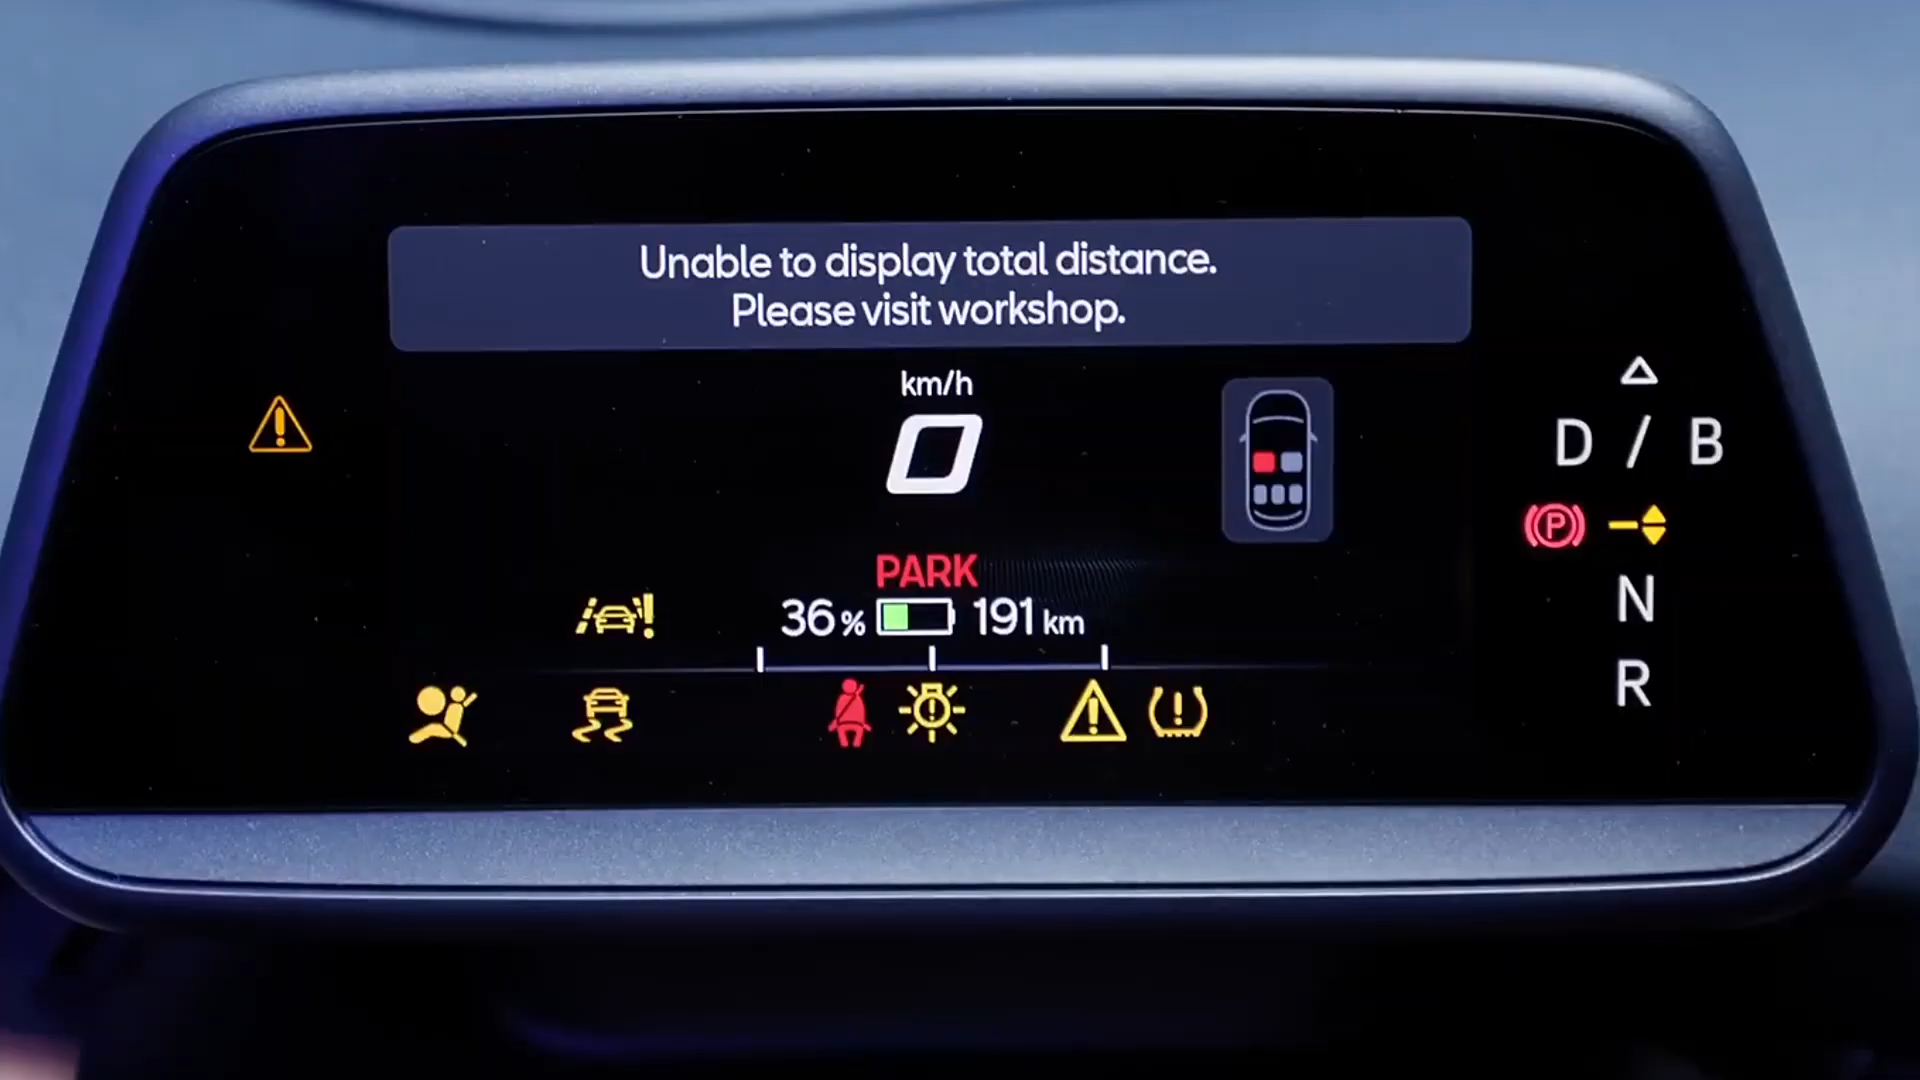 Unable to display total distance.
Please visit workshop.
km/h
0
D / B
P
PARK
36 % 191 km
N
R